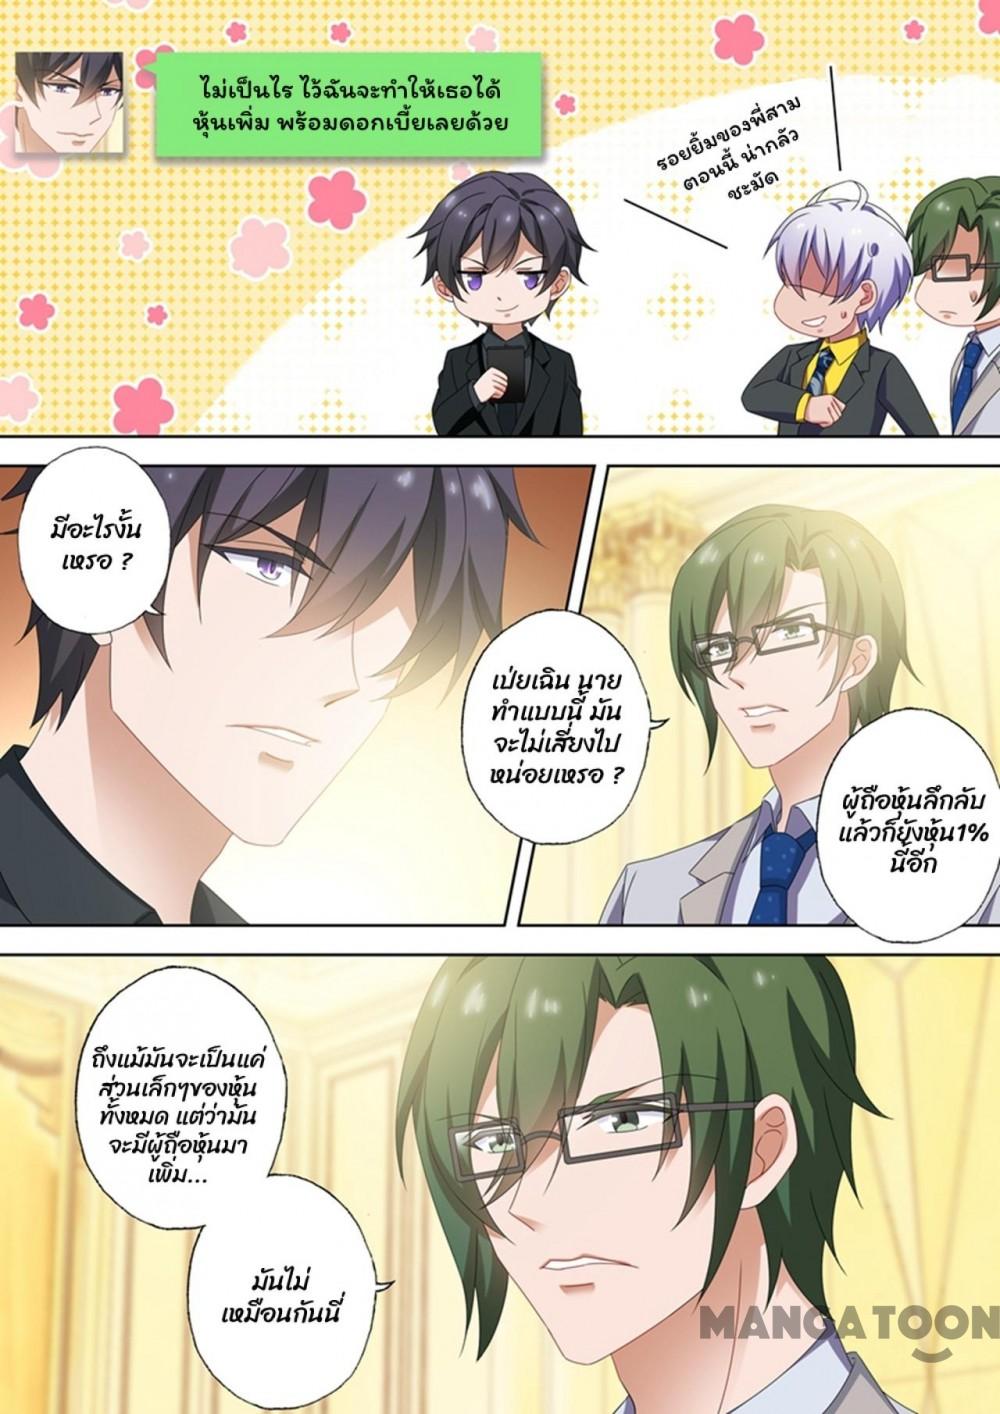 ไม่เป็นไร ไว้ฉันจะทำให้เธอได้
หุ้นเพิ่ม พร้อมดอกเบี้ยเลยด้วย
รอยยิ้มของพี่สาม
ตอนนี้ น่ากลัว
ชะมัด
มีอะไรงั้น
เหรอ ?
เป่ยเฉิน นาย
ทำแบบนี้ มัน
จะไม่เสี่ยงไป
หน่อยเหรอ ?
ผู้ถือหุ้นลึกลับ
แล้วก็ยังหุ้น1%
นี้อีก
ถึงแม้มันจะเป็นแค่
ส่วนเล็กๆของหุ้น
ทั้งหมด แต่ว่ามัน
จะมีผู้ถือหุ้นมา
เพิ่ม...
มันไม่
เหมือนกันนี่
MANGATOON